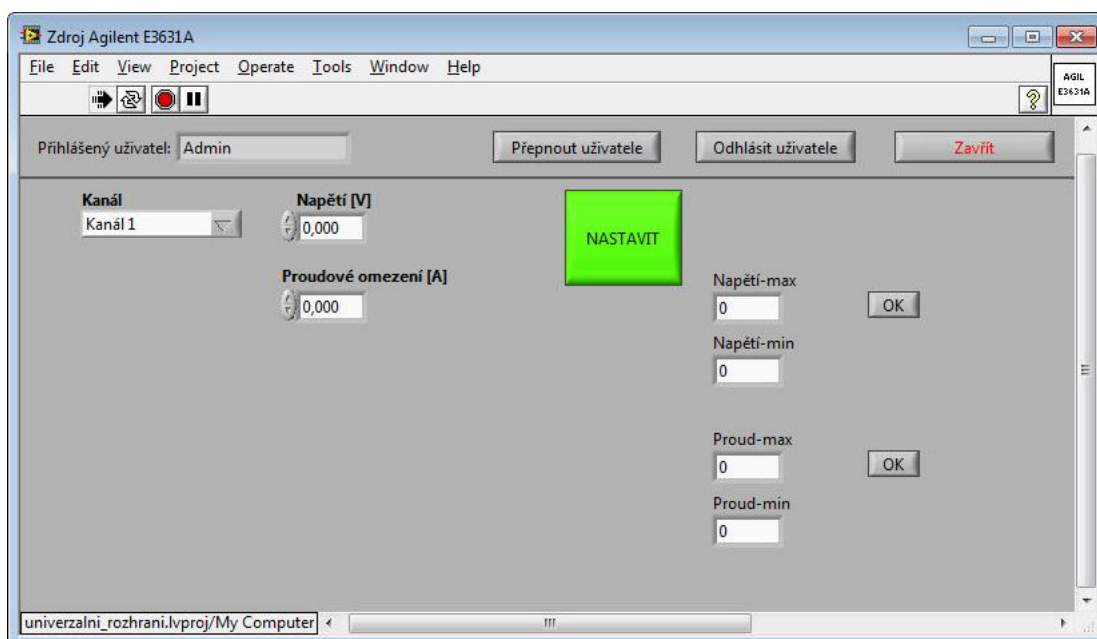 Zdroj Agilent E3631A
File Edit View Project Operate Tools Window Help
AGIL
E3631A
Přihlášený uživatel: Admin
Přepnout uživatele
Odhlásit uživatele
Zavřít
Kanál
Kanál 1
Napětí [V]
0,000
NASTAVIT
Proudové omezení [A]
0,000
Napětí-max
0
OK
Napětí-min
0
Proud-max
0
OK
Proud-min
0
univerzalni_rozhrani.lvproj/My Computer